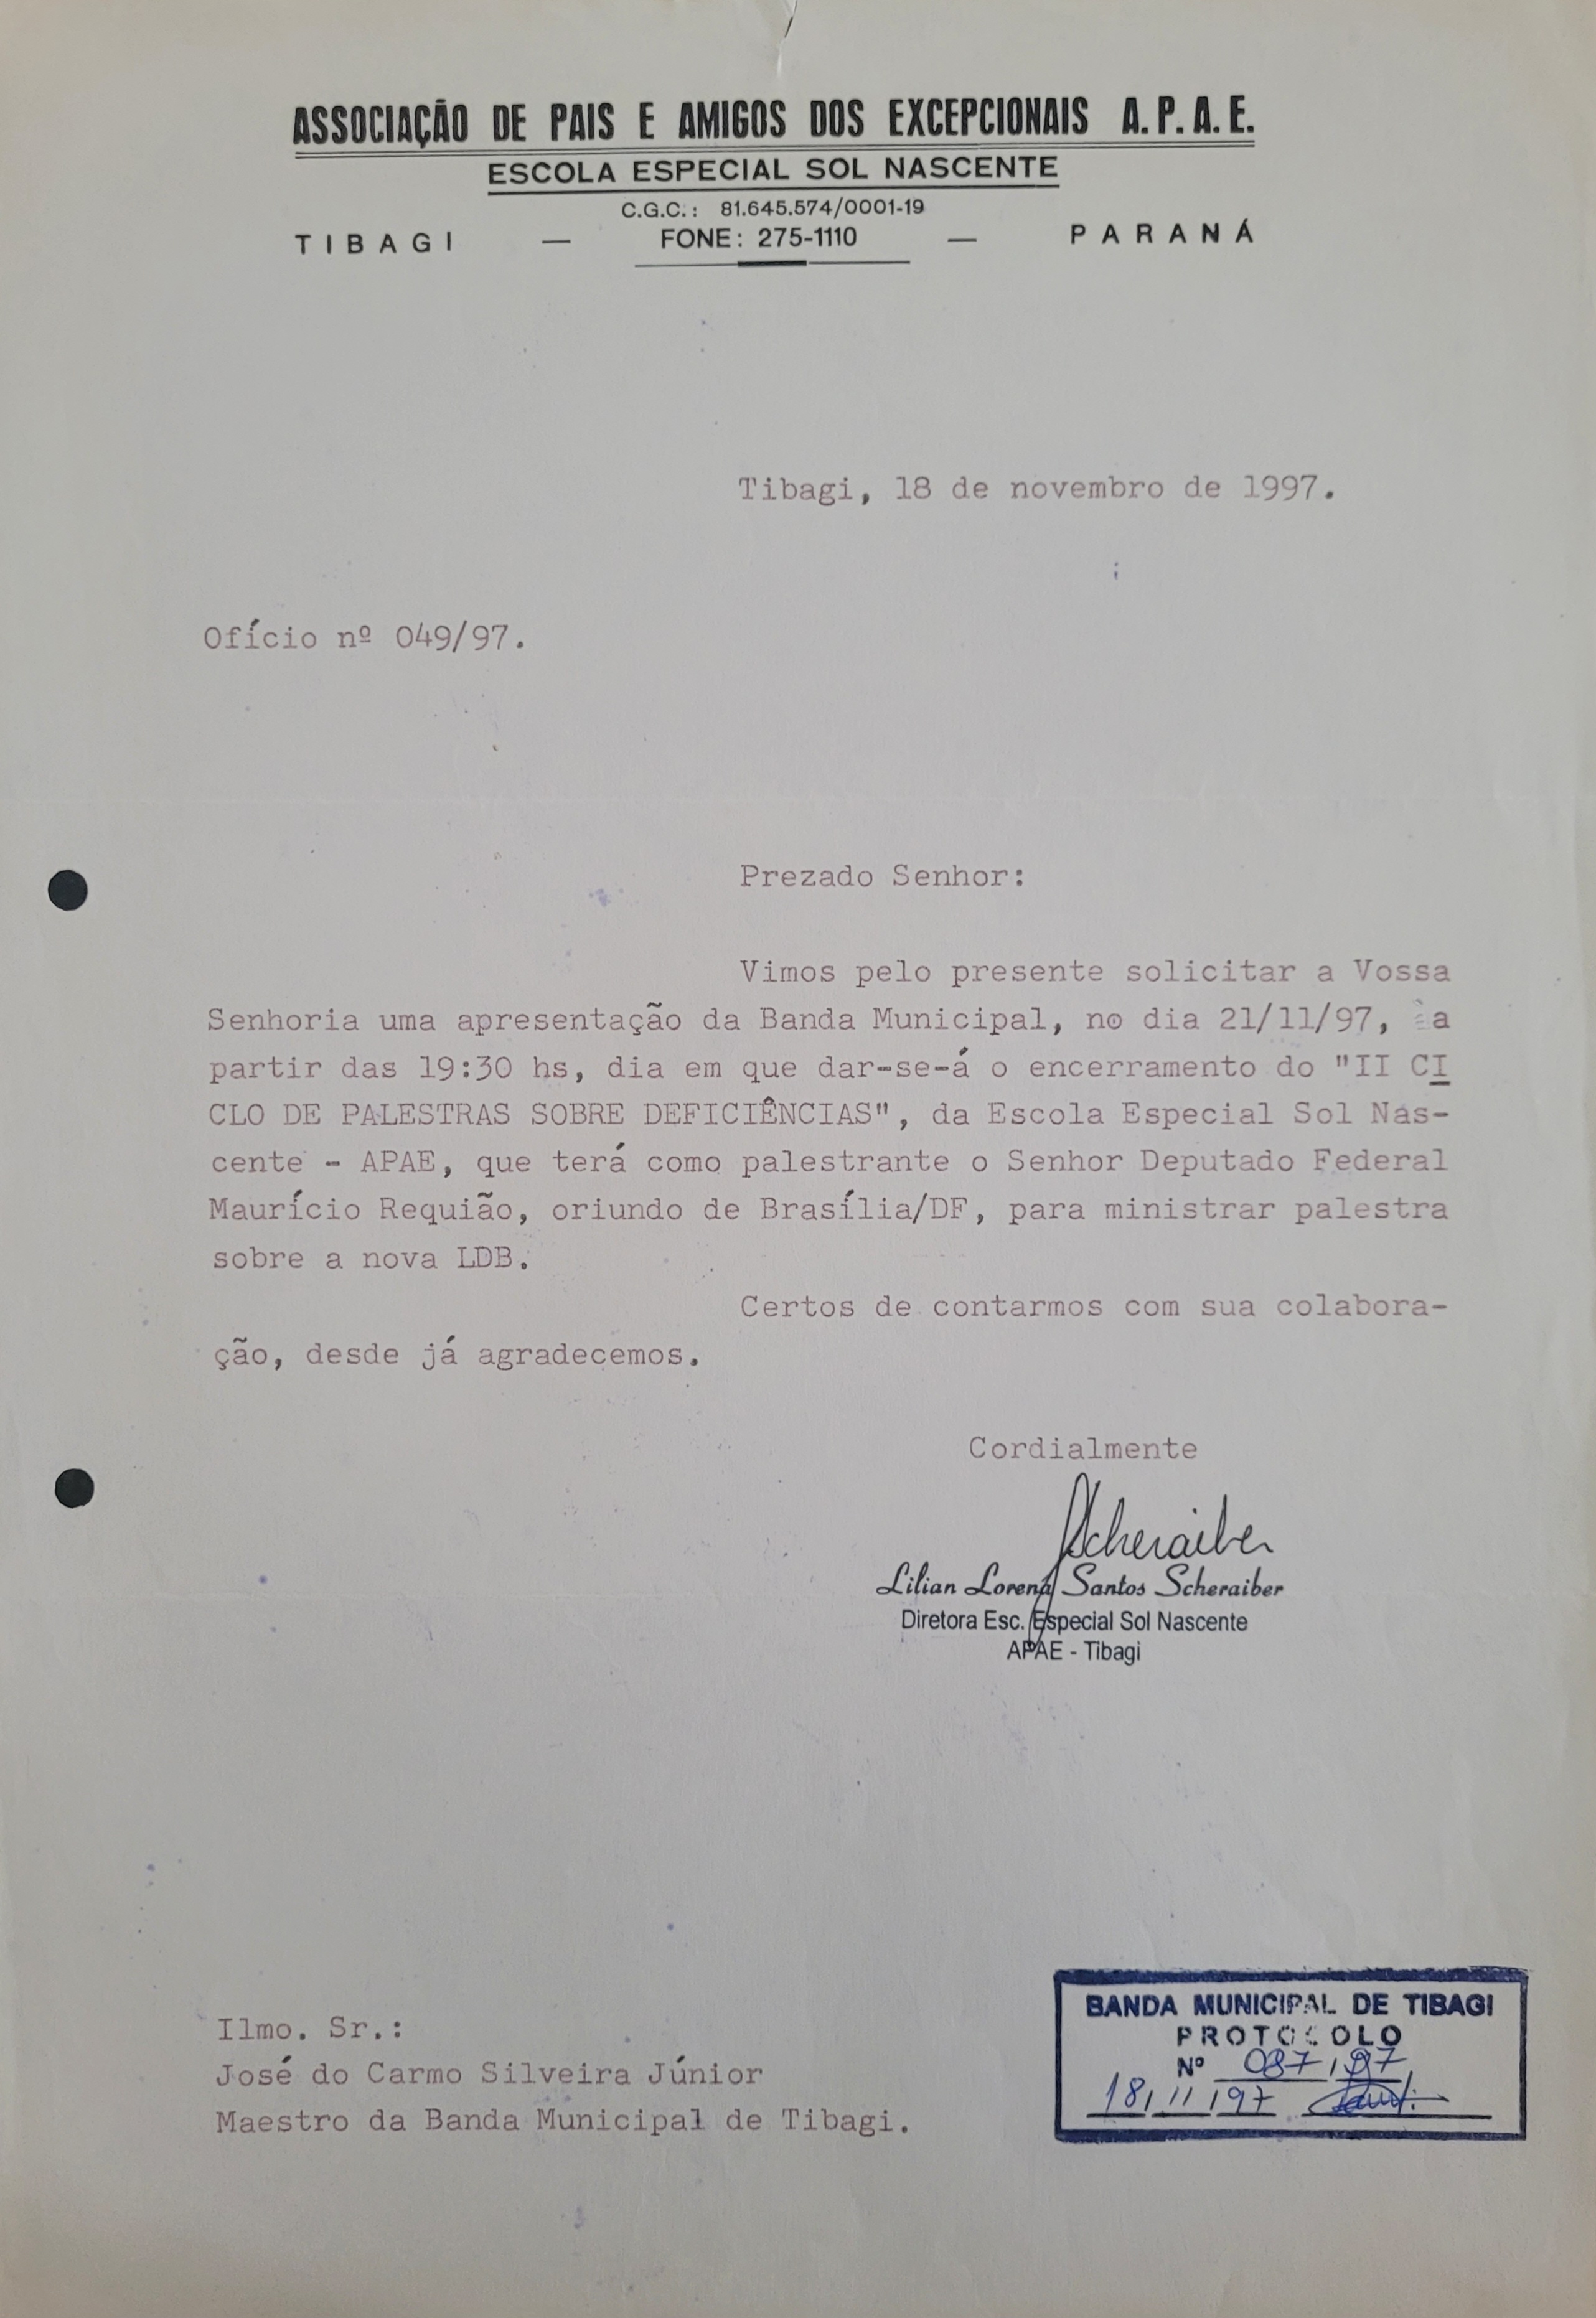 ASSOCIAÇÃO DE PAIS E AMIGOS DOS EXCEPCIONAIS A.P.A.E.
ESCOLA ESPECIAL SOL NASCENTE
C.G.C.: 81.645.574/0001-19
TIBAGI — FONE: 275-1110 — PARANÁ
Tibagi, 18 de novembro de 1997.
Ofício nº 049/97.
Prezado Senhor:
Vimos pelo presente solicitar a Vossa
Senhoria uma apresentação da Banda Municipal, no dia 21/11/97, a
partir das 19:30 hs, dia em que dar-se-á o encerramento do "II CI
CLO DE PALESTRAS SOBRE DEFICIÊNCIAS", da Escola Especial Sol Nas-
cente - APAE, que terá como palestrante o Senhor Deputado Federal
Maurício Requião, oriundo de Brasília/DF, para ministrar palestra
sobre a nova LDB.
Certos de contarmos com sua colabora-
ção, desde já agradecemos.
Cordialmente
Scheraiber
Lilian Lorena Santos Scheraiber
Diretora Esc. Especial Sol Nascente
APAE - Tibagi
Ilmo. Sr.:
José do Carmo Silveira Júnior
Maestro da Banda Municipal de Tibagi.
BANDA MUNICIPAL DE TIBAGI
PROTOCOLO
Nº 087/97
18/11/97